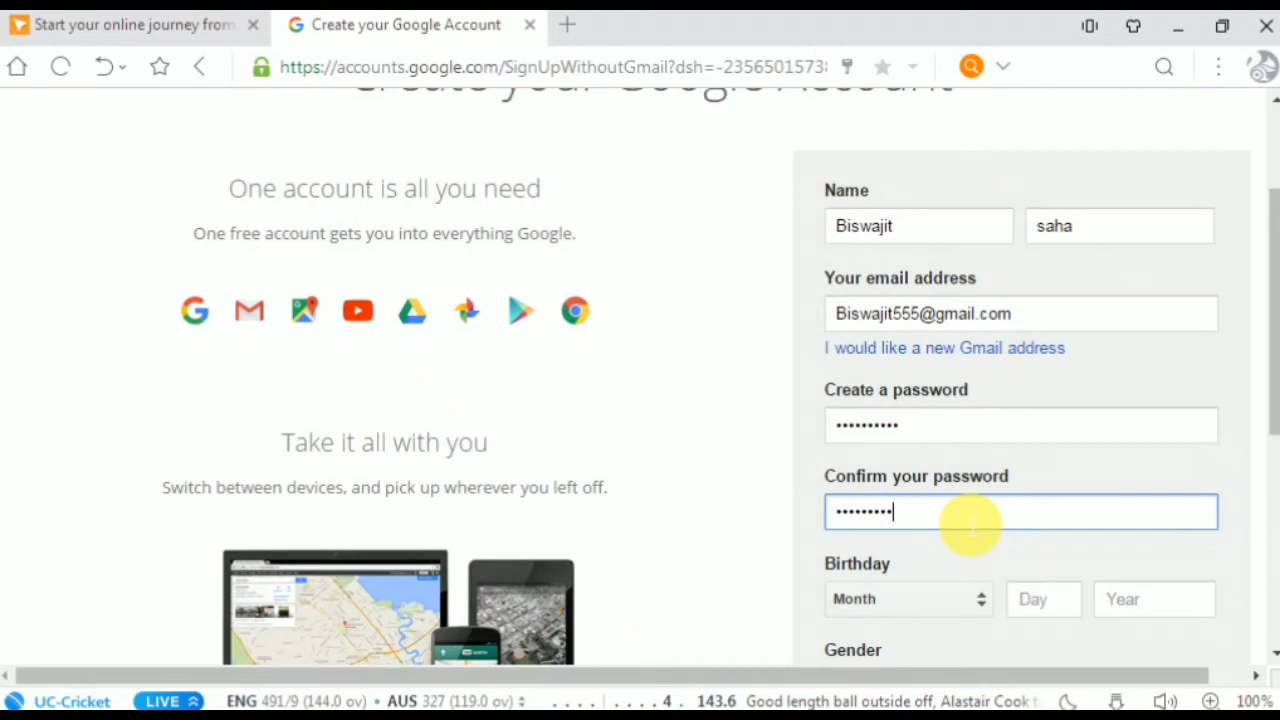 Start your online journey from
Create your Google Account
https://accounts.google.com/SignUpWithoutGmail?dsh=-2356501573
Create your Google Account
One account is all you need
One free account gets you into everything Google.
Take it all with you
Switch between devices, and pick up wherever you left off.
Name
Biswajit saha
Your email address
Biswajit555@gmail.com
I would like a new Gmail address
Create a password
••••••••••
Confirm your password
•••••••••
Birthday
Month Day Year
Gender
UC-Cricket LIVE ENG 491/9 (144.0 ov) • AUS 327 (119.0 ov) . . . . . . . . 4 . 143.6 Good length ball outside off, Alastair Cook 100%